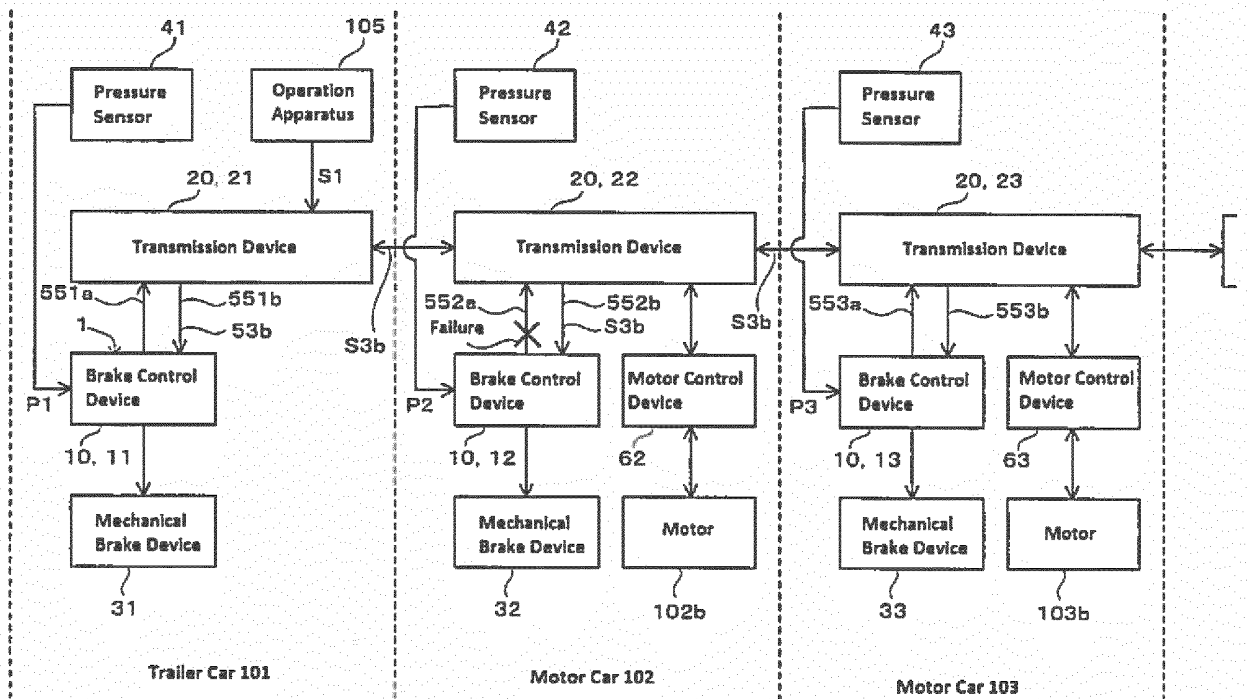 41
105
42
43
Pressure
Sensor
Operation
Apparatus
Pressure
Sensor
Pressure
Sensor
S1
20, 21
20, 22
20, 23
Transmission Device
Transmission Device
Transmission Device
551a
551b
53b
1
S3b
552a
552b
Failure
S3b
S3b
553a
553b
Brake Control
Device
Brake Control
Device
Motor Control
Device
Brake Control
Device
Motor Control
Device
P1
P2
P3
10, 11
10, 12
62
10, 13
63
Mechanical
Brake Device
Mechanical
Brake Device
Motor
Mechanical
Brake Device
Motor
31
32
102b
33
103b
Trailer Car 101
Motor Car 102
Motor Car 103